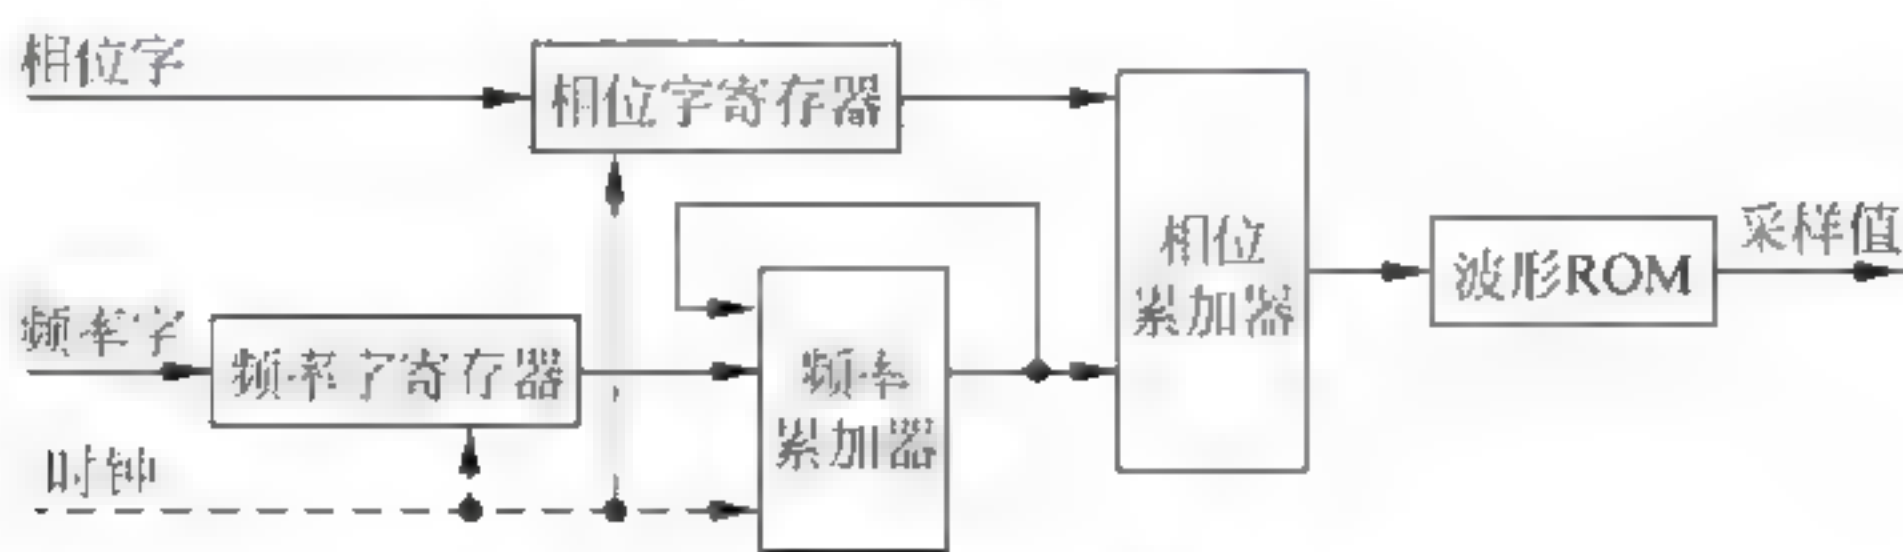 相位字
相位字寄存器
相位
累加器
波形ROM
采样值
频率字
频率字寄存器
频率
累加器
时钟